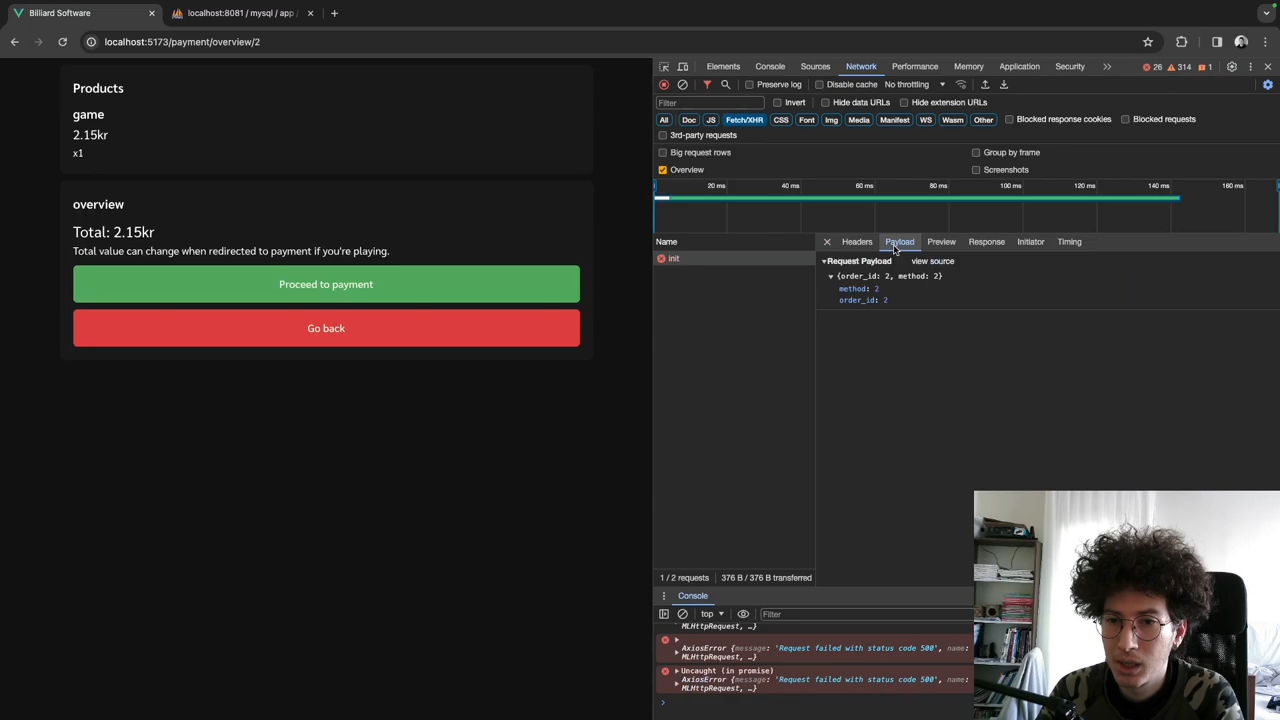 Billiard Software
localhost:8081 / mysql / app
localhost:5173/payment/overview/2
Products
game
2.15kr
x1
overview
Total: 2.15kr
Total value can change when redirected to payment if you're playing.
Proceed to payment
Go back
Elements Console Sources Network Performance Memory Application Security 26 314 1
Preserve log Disable cache No throttling
Filter Invert Hide data URLs Hide extension URLs
All Doc JS Fetch/XHR CSS Font Img Media Manifest WS Wasm Other Blocked response cookies Blocked requests
3rd-party requests
Big request rows Group by frame
Overview Screenshots
20 ms 40 ms 60 ms 80 ms 100 ms 120 ms 140 ms 160 ms
Name Headers Payload Preview Response Initiator Timing
init
Request Payload view source
{order_id: 2, method: 2}
method: 2
order_id: 2
1 / 2 requests 376 B / 376 B transferred
Console
top Filter
MLHttpRequest, …}
AxiosError {message: 'Request failed with status code 500', name:
MLHttpRequest, …}
Uncaught (in promise)
AxiosError {message: 'Request failed with status code 500', name:
MLHttpRequest, …}